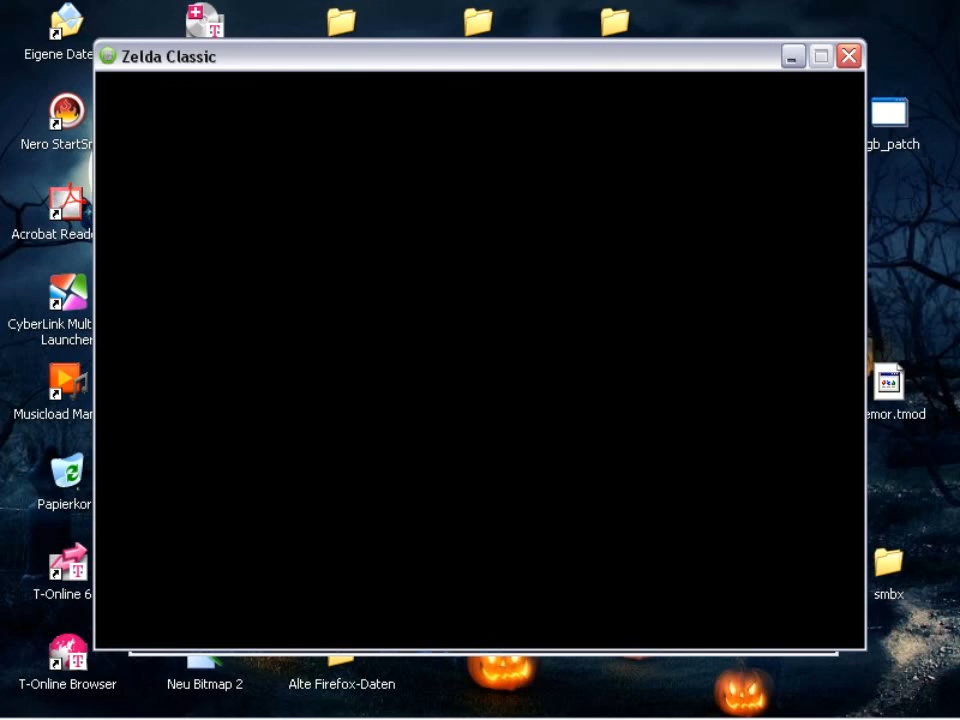 Eigene Date
Zelda Classic
Nero StartSr
gb_patch
Acrobat Reade
CyberLink Mult
Launcher
Musicload Mar
emor.tmod
Papierkor
T-Online 6
smbx
T-Online Browser
Neu Bitmap 2
Alte Firefox-Daten